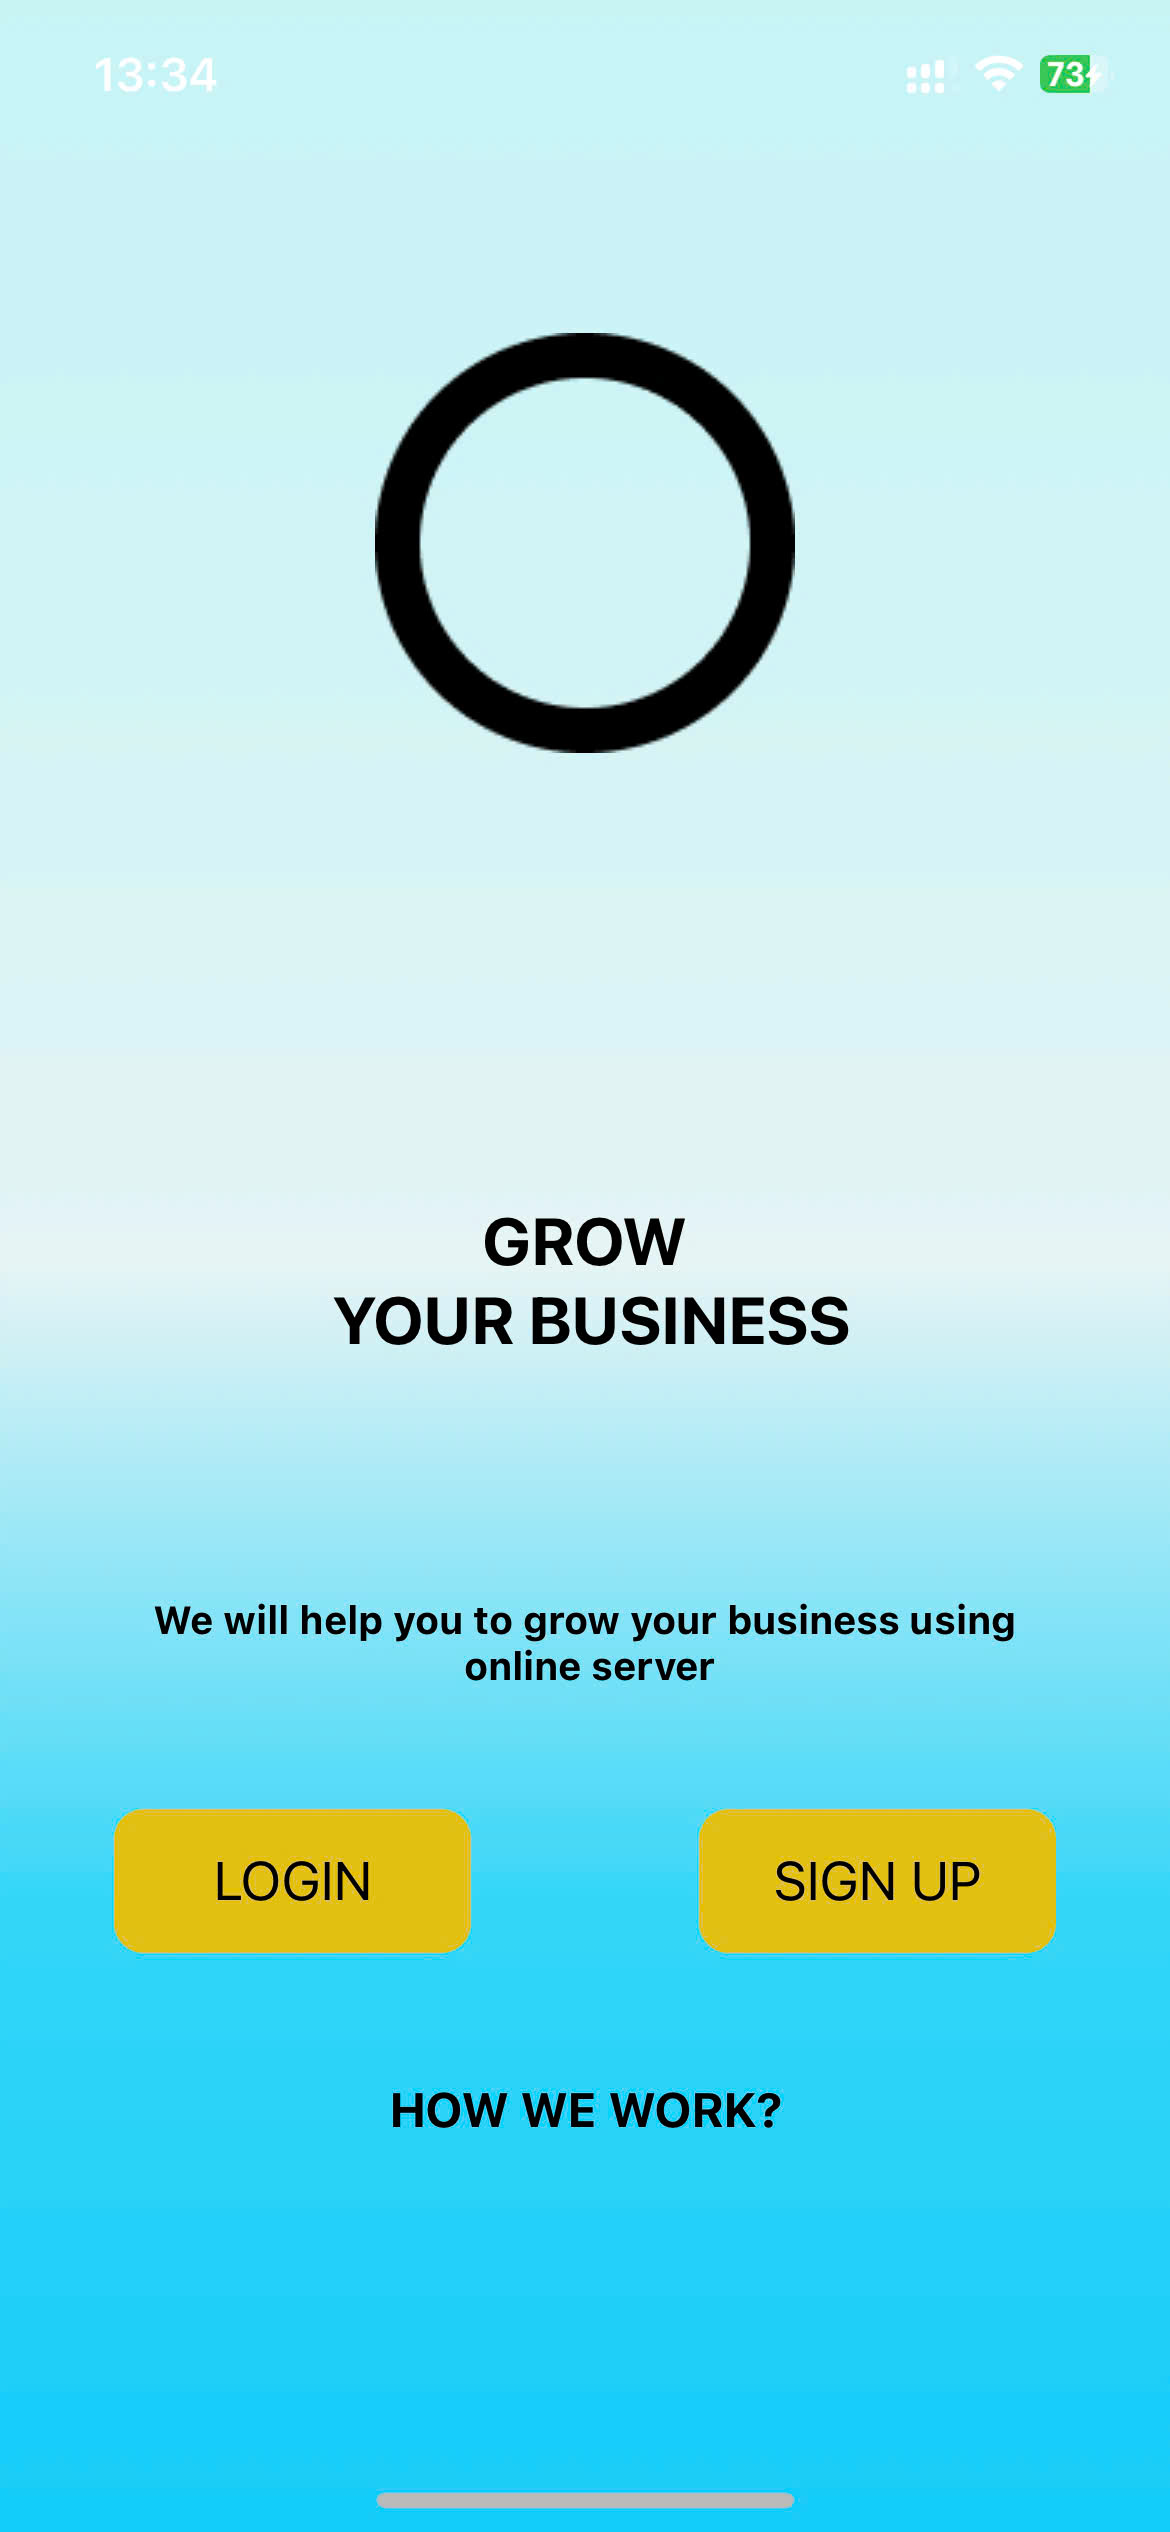 13:34
73
GROW
YOUR BUSINESS
We will help you to grow your business using
online server
LOGIN
SIGN UP
HOW WE WORK?